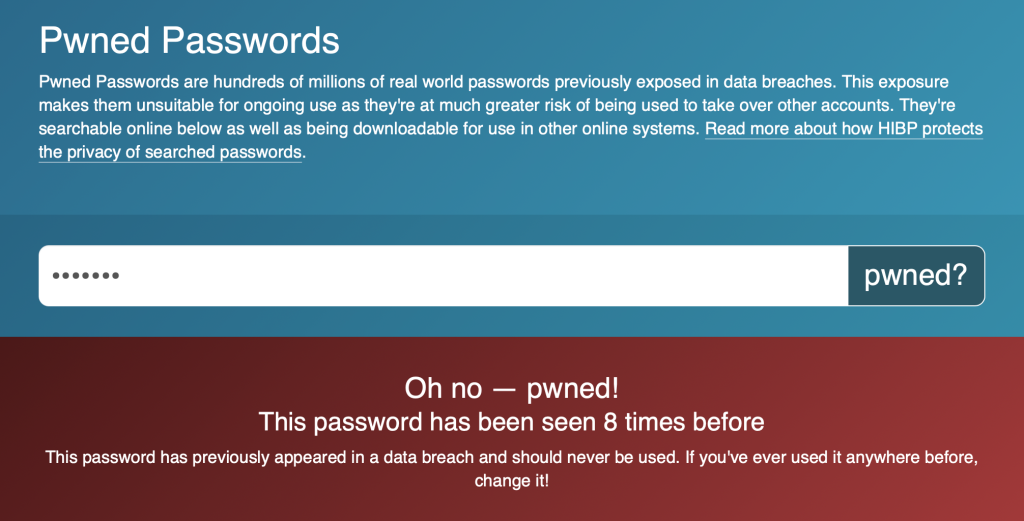 Pwned Passwords
Pwned Passwords are hundreds of millions of real world passwords previously exposed in data breaches. This exposure
makes them unsuitable for ongoing use as they're at much greater risk of being used to take over other accounts. They're
searchable online below as well as being downloadable for use in other online systems. Read more about how HIBP protects
the privacy of searched passwords.
•••••••
pwned?
Oh no — pwned!
This password has been seen 8 times before
This password has previously appeared in a data breach and should never be used. If you've ever used it anywhere before,
change it!